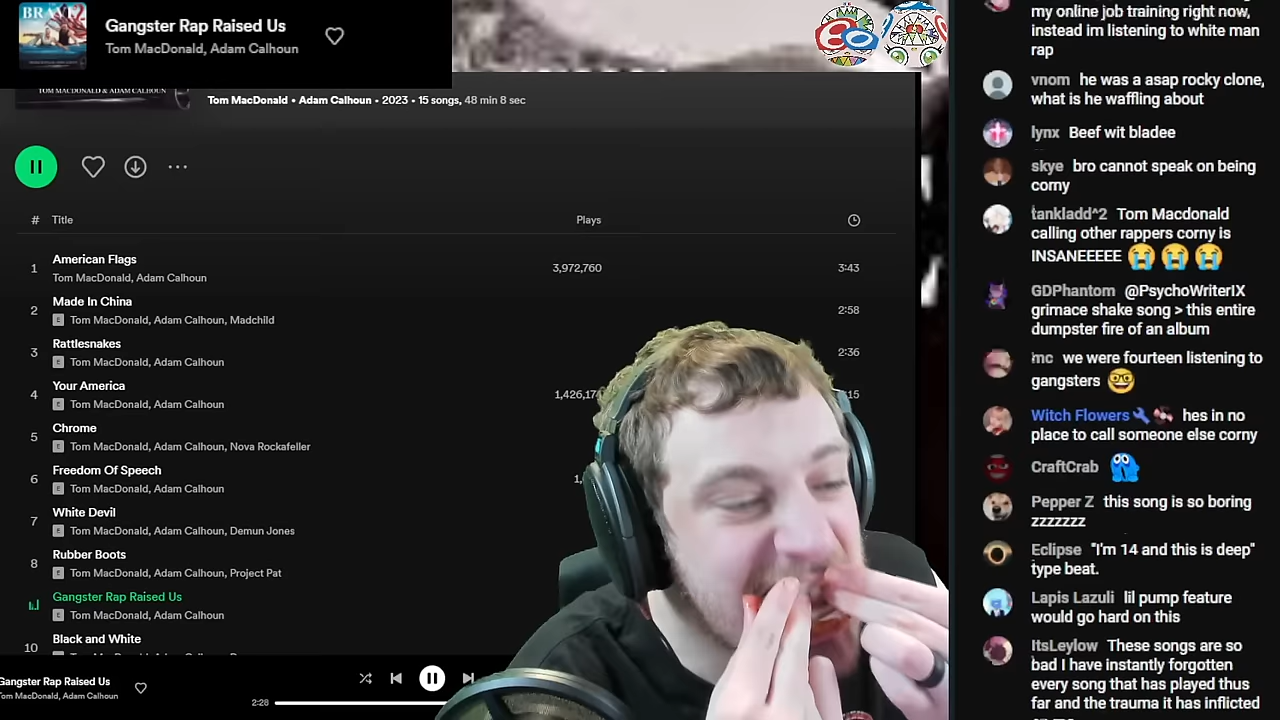 BRAVE 2
Gangster Rap Raised Us
Tom MacDonald, Adam Calhoun
TOM MACDONALD & ADAM CALHOUN
Tom MacDonald • Adam Calhoun • 2023 • 15 songs, 48 min 8 sec
# Title Plays
1 American Flags 3,972,760 3:43
Tom MacDonald, Adam Calhoun
2 Made In China 2:58
E Tom MacDonald, Adam Calhoun, Madchild
3 Rattlesnakes 2:36
E Tom MacDonald, Adam Calhoun
4 Your America 1,426,17 :15
E Tom MacDonald, Adam Calhoun
5 Chrome
E Tom MacDonald, Adam Calhoun, Nova Rockafeller
6 Freedom Of Speech 1,
E Tom MacDonald, Adam Calhoun
7 White Devil
E Tom MacDonald, Adam Calhoun, Demun Jones
8 Rubber Boots
E Tom MacDonald, Adam Calhoun, Project Pat
Gangster Rap Raised Us
E Tom MacDonald, Adam Calhoun
10 Black and White
Gangster Rap Raised Us
Tom MacDonald, Adam Calhoun
2:28
my online job training right now,
instead im listening to white man
rap
vnom he was a asap rocky clone,
what is he waffling about
lynx Beef wit bladee
skye bro cannot speak on being
corny
tankladd^2 Tom Macdonald
calling other rappers corny is
INSANEEEEE 😭😭😭
GDPhantom @PsychoWriterIX
grimace shake song > this entire
dumpster fire of an album
mc we were fourteen listening to
gangsters 🤓
Witch Flowers hes in no
place to call someone else corny
CraftCrab
Pepper Z this song is so boring
zzzzzzz
Eclipse "I'm 14 and this is deep"
type beat.
Lapis Lazuli lil pump feature
would go hard on this
ItsLeylow These songs are so
bad I have instantly forgotten
every song that has played thus
far and the trauma it has inflicted